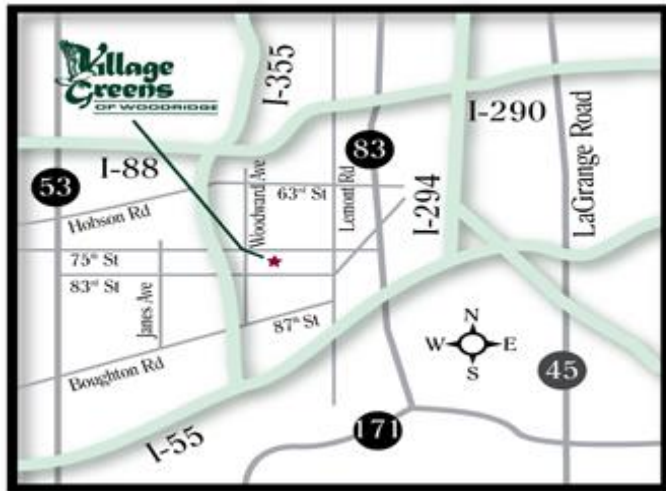 Village
Greens
OF WOODRIDGE
I-355
I-290
LaGrange Road
I-88
83
53
Woodward Ave
63rd St
Lemont Rd
I-294
Hobson Rd
75th St
83rd St
Janes Ave
87th St
N
W E
S
Boughton Rd
45
I-55
171